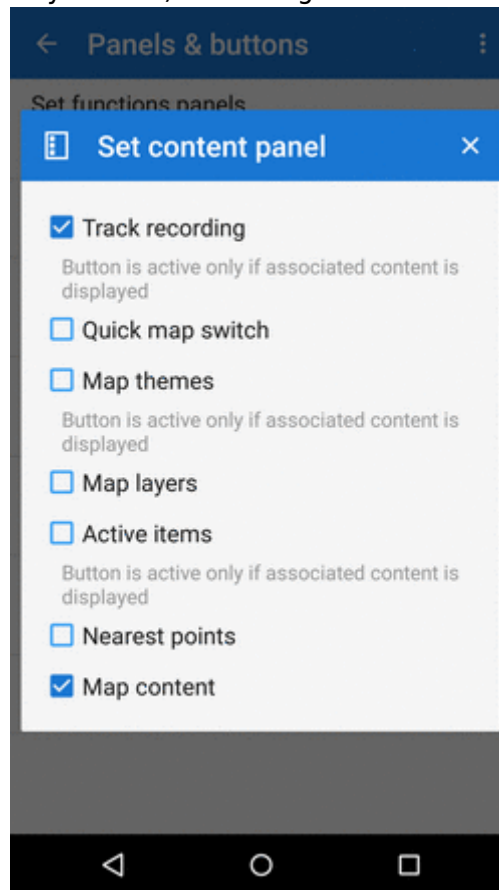 Panels & buttons
Set functions panels
Set content panel
Track recording
Button is active only if associated content is
displayed
Quick map switch
Map themes
Button is active only if associated content is
displayed
Map layers
Active items
Button is active only if associated content is
displayed
Nearest points
Map content